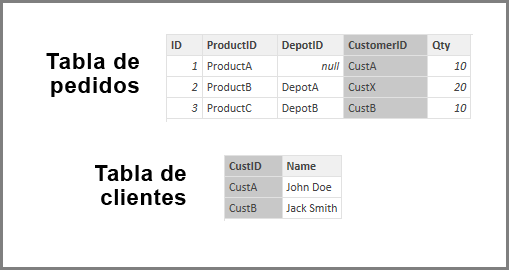 Tabla de
pedidos
ID ProductID DepotID CustomerID Qty
1 ProductA null CustA 10
2 ProductB DepotA CustX 20
3 ProductC DepotB CustB 10
Tabla de
clientes
CustID Name
CustA John Doe
CustB Jack Smith